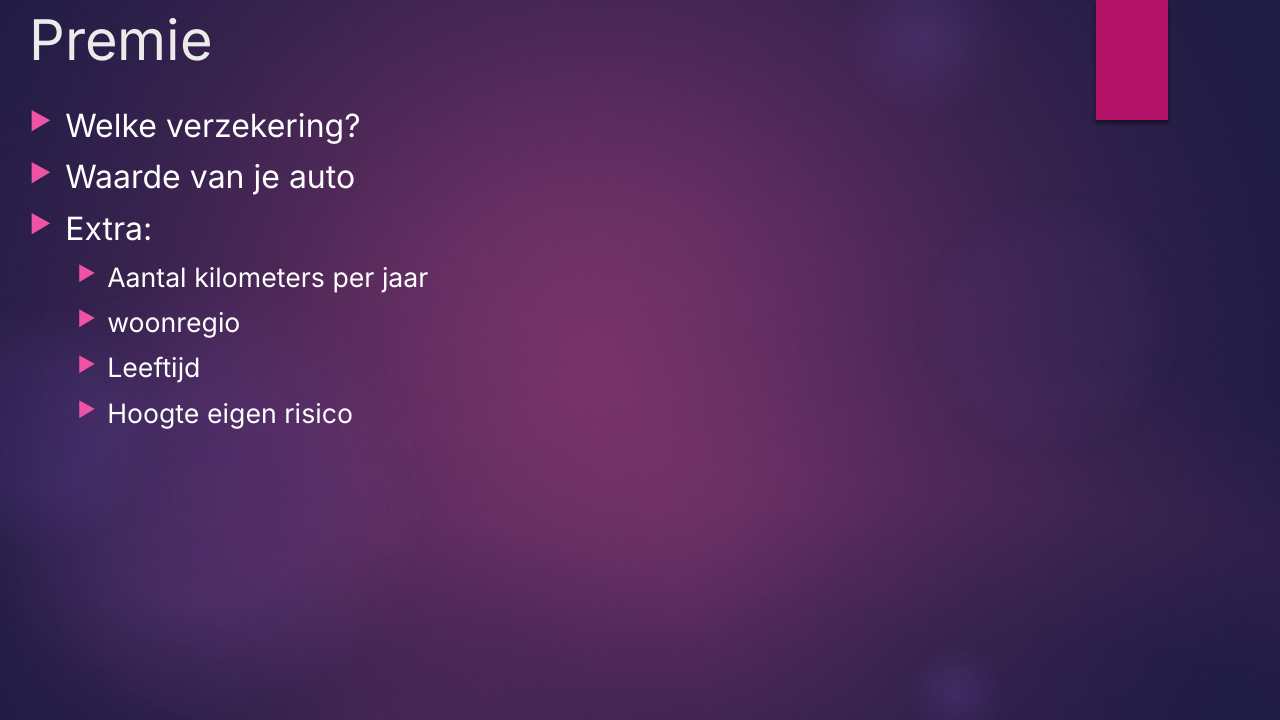 Premie
Welke verzekering?
Waarde van je auto
Extra:
Aantal kilometers per jaar
woonregio
Leeftijd
Hoogte eigen risico